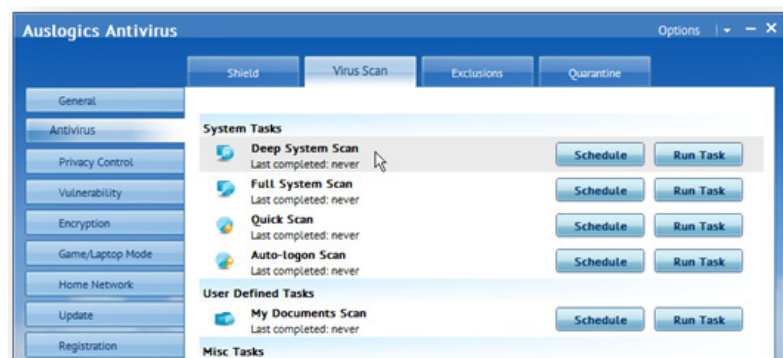 Auslogics Antivirus
Options
Shield
Virus Scan
Exclusions
Quarantine
General
Antivirus
Privacy Control
Vulnerability
Encryption
Game/Laptop Mode
Home Network
Update
Registration
System Tasks
Deep System Scan
Last completed: never
Schedule
Run Task
Full System Scan
Last completed: never
Schedule
Run Task
Quick Scan
Last completed: never
Schedule
Run Task
Auto-logon Scan
Last completed: never
Schedule
Run Task
User Defined Tasks
My Documents Scan
Last completed: never
Schedule
Run Task
Misc Tasks